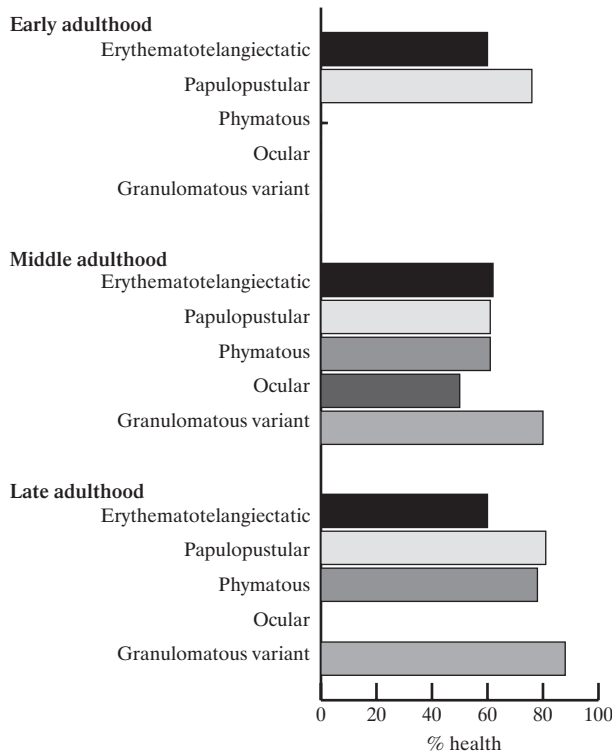 Early adulthood
Erythematotelangiectatic
Papulopustular
Phymatous
Ocular
Granulomatous variant
Middle adulthood
Erythematotelangiectatic
Papulopustular
Phymatous
Ocular
Granulomatous variant
Late adulthood
Erythematotelangiectatic
Papulopustular
Phymatous
Ocular
Granulomatous variant
0 20 40 60 80 100
% health